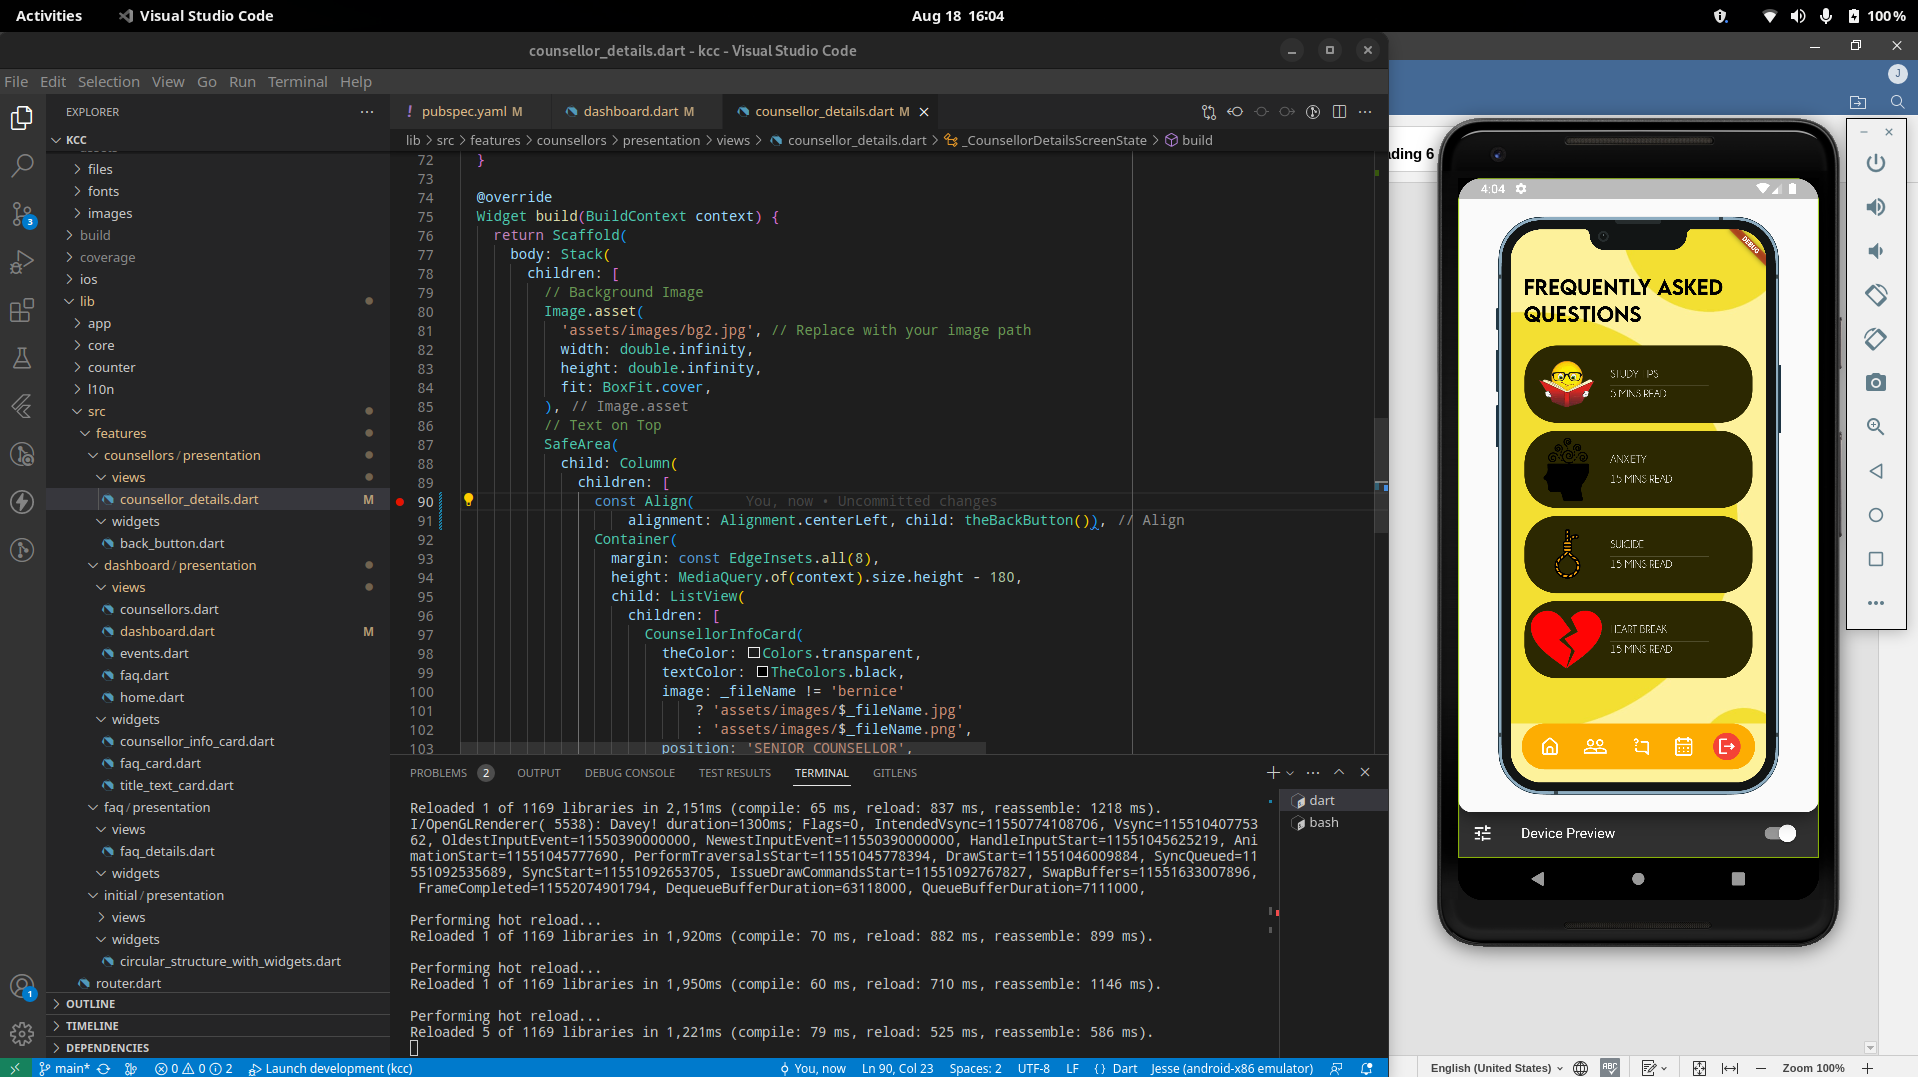 Activities
Visual Studio Code
Aug 18 16:04
100 %
counsellor_details.dart - kcc - Visual Studio Code
File Edit Selection View Go Run Terminal Help
EXPLORER
KCC
files
fonts
images
build
coverage
ios
lib
app
core
counter
l10n
src
features
counsellors / presentation
views
counsellor_details.dart M
widgets
back_button.dart
dashboard / presentation
views
counsellors.dart
dashboard.dart M
events.dart
faq.dart
home.dart
widgets
counsellor_info_card.dart
faq_card.dart
title_text_card.dart
faq / presentation
views
faq_details.dart
widgets
initial / presentation
views
widgets
circular_structure_with_widgets.dart
router.dart
OUTLINE
TIMELINE
DEPENDENCIES
3
1
! pubspec.yaml M
dashboard.dart M
counsellor_details.dart M
lib > src > features > counsellors > presentation > views > counsellor_details.dart > _CounsellorDetailsScreenState > build
72 }
73
74 @override
75 Widget build(BuildContext context) {
76 return Scaffold(
77 body: Stack(
78 children: [
79 // Background Image
80 Image.asset(
81 'assets/images/bg2.jpg', // Replace with your image path
82 width: double.infinity,
83 height: double.infinity,
84 fit: BoxFit.cover,
85 ), // Image.asset
86 // Text on Top
87 SafeArea(
88 child: Column(
89 children: [
90 const Align( You, now • Uncommitted changes
91 alignment: Alignment.centerLeft, child: theBackButton()), // Align
92 Container(
93 margin: const EdgeInsets.all(8),
94 height: MediaQuery.of(context).size.height - 180,
95 child: ListView(
96 children: [
97 CounsellorInfoCard(
98 theColor: Colors.transparent,
99 textColor: TheColors.black,
100 image: _fileName != 'bernice'
101 ? 'assets/images/$_fileName.jpg'
102 : 'assets/images/$_fileName.png',
103 position: 'SENIOR COUNSELLOR',
PROBLEMS 2 OUTPUT DEBUG CONSOLE TEST RESULTS TERMINAL GITLENS
dart
bash
Reloaded 1 of 1169 libraries in 2,151ms (compile: 65 ms, reload: 837 ms, reassemble: 1218 ms).
I/OpenGLRenderer( 5538): Davey! duration=1300ms; Flags=0, IntendedVsync=11550774108706, Vsync=115510407753
62, OldestInputEvent=11550390000000, NewestInputEvent=11550390000000, HandleInputStart=11551045625219, Ani
mationStart=11551045777690, PerformTraversalsStart=11551045778394, DrawStart=11551046009884, SyncQueued=11
551092535689, SyncStart=11551092653705, IssueDrawCommandsStart=11551092767827, SwapBuffers=11551633007896,
FrameCompleted=11552074901794, DequeueBufferDuration=63118000, QueueBufferDuration=7111000,
Performing hot reload...
Reloaded 1 of 1169 libraries in 1,920ms (compile: 70 ms, reload: 882 ms, reassemble: 899 ms).
Performing hot reload...
Reloaded 1 of 1169 libraries in 1,950ms (compile: 60 ms, reload: 710 ms, reassemble: 1146 ms).
Performing hot reload...
Reloaded 5 of 1169 libraries in 1,221ms (compile: 79 ms, reload: 525 ms, reassemble: 586 ms).
main* 0 0 2 Launch development (kcc)
You, now Ln 90, Col 23 Spaces: 2 UTF-8 LF { } Dart Jesse (android-x86 emulator)
J
ading 6
4:04
DEBUG
FREQUENTLY ASKED
QUESTIONS
STUDY TIPS
5 MINS READ
ANXIETY
15 MINS READ
SUICIDE
15 MINS READ
HEART BREAK
15 MINS READ
Device Preview
English (United States)
ABC
Zoom 100%